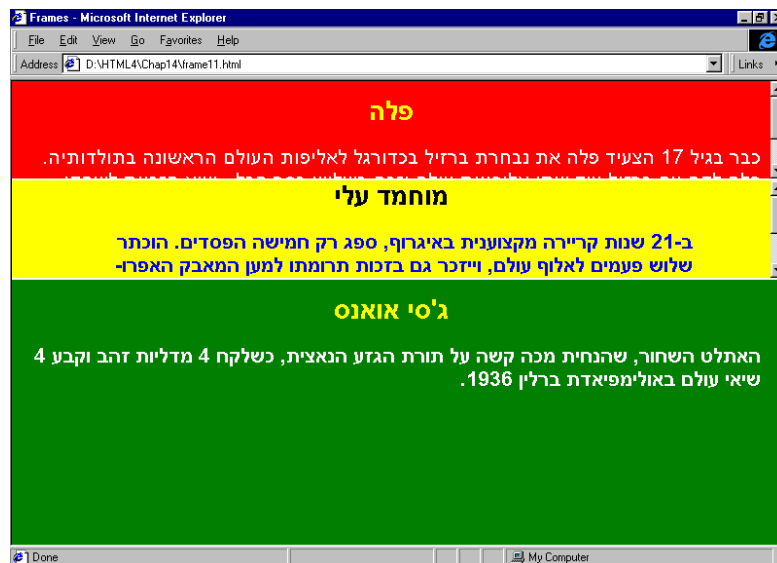 Frames - Microsoft Internet Explorer
File Edit View Go Favorites Help
Address D:\HTML4\Chap14\frame11.html Links
פלה
כבר בגיל 17 הצעיד פלה את נבחרת ברזיל בכדורגל לאליפות העולם הראשונה בתולדותיה.
מוחמד עלי
ב-21 שנות קריירה מקצוענית באיגרוף, ספג רק חמישה הפסדים. הוכתר
שלוש פעמים לאלוף עולם, וייזכר גם בזכות תרומתו למען המאבק האפרו-
ג'סי אואנס
האתלט השחור, שהנחית מכה קשה על תורת הגזע הנאצית, כשלקח 4 מדליות זהב וקבע 4
שיאי עולם באולימפיאדת ברלין 1936.
Done My Computer